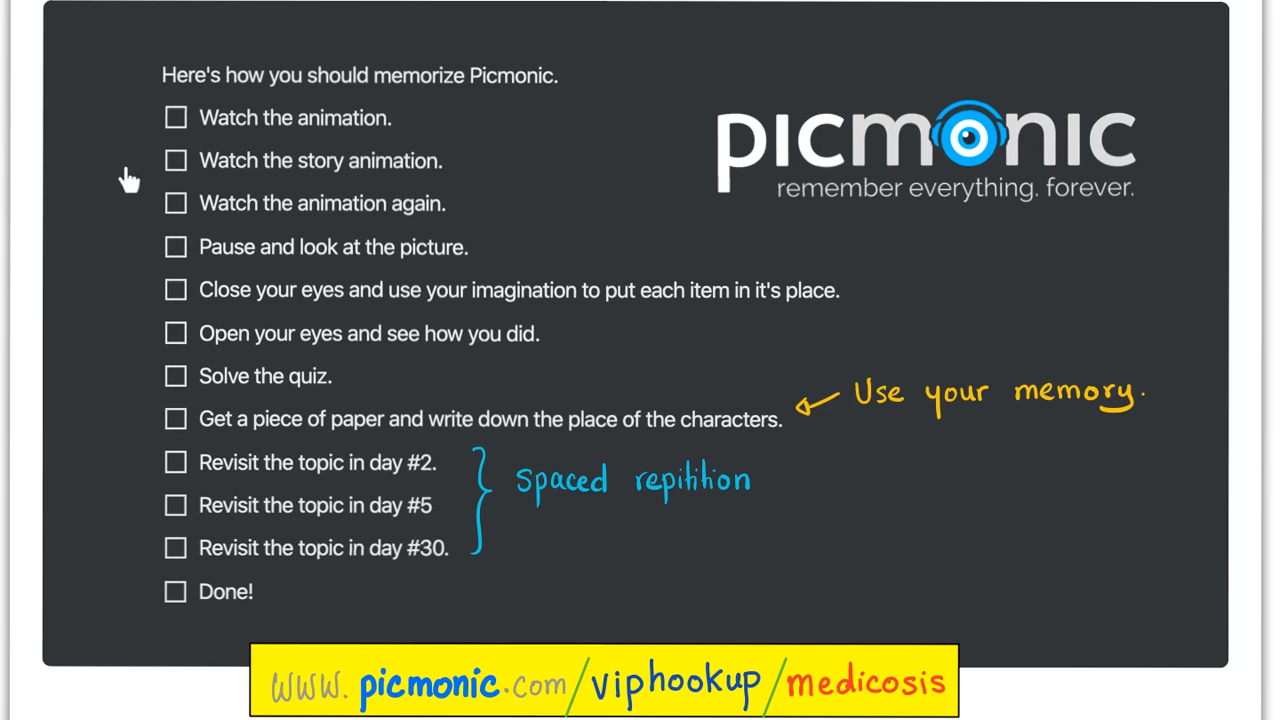 Here's how you should memorize Picmonic.
Watch the animation.
Watch the story animation.
Watch the animation again.
Pause and look at the picture.
Close your eyes and use your imagination to put each item in it's place.
Open your eyes and see how you did.
Solve the quiz.
Get a piece of paper and write down the place of the characters.
Use your memory.
Revisit the topic in day #2.
Revisit the topic in day #5
Revisit the topic in day #30.
spaced repitition
Done!
picmonic
remember everything. forever.
www.picmonic.com/viphookup/medicosis